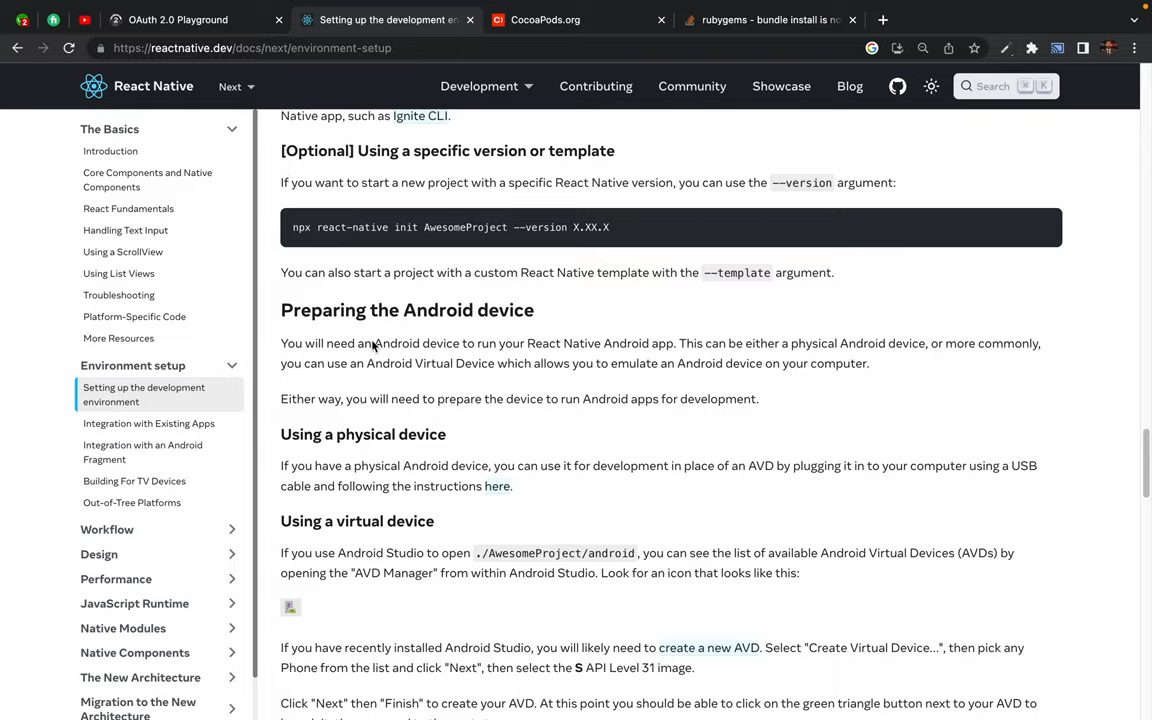 2
OAuth 2.0 Playground
Setting up the development en
CocoaPods.org
rubygems - bundle install is no
https://reactnative.dev/docs/next/environment-setup
React Native
Next
Development
Contributing
Community
Showcase
Blog
Search
⌘
K
The Basics
Introduction
Core Components and Native
Components
React Fundamentals
Handling Text Input
Using a ScrollView
Using List Views
Troubleshooting
Platform-Specific Code
More Resources
Environment setup
Setting up the development
environment
Integration with Existing Apps
Integration with an Android
Fragment
Building For TV Devices
Out-of-Tree Platforms
Workflow
Design
Performance
JavaScript Runtime
Native Modules
Native Components
The New Architecture
Migration to the New
Architecture
Native app, such as Ignite CLI.
[Optional] Using a specific version or template
If you want to start a new project with a specific React Native version, you can use the --version argument:
npx react-native init AwesomeProject --version X.XX.X
You can also start a project with a custom React Native template with the --template argument.
Preparing the Android device
You will need an Android device to run your React Native Android app. This can be either a physical Android device, or more commonly,
you can use an Android Virtual Device which allows you to emulate an Android device on your computer.
Either way, you will need to prepare the device to run Android apps for development.
Using a physical device
If you have a physical Android device, you can use it for development in place of an AVD by plugging it in to your computer using a USB
cable and following the instructions here.
Using a virtual device
If you use Android Studio to open ./AwesomeProject/android, you can see the list of available Android Virtual Devices (AVDs) by
opening the "AVD Manager" from within Android Studio. Look for an icon that looks like this:
If you have recently installed Android Studio, you will likely need to create a new AVD. Select "Create Virtual Device...", then pick any
Phone from the list and click "Next", then select the S API Level 31 image.
Click "Next" then "Finish" to create your AVD. At this point you should be able to click on the green triangle button next to your AVD to